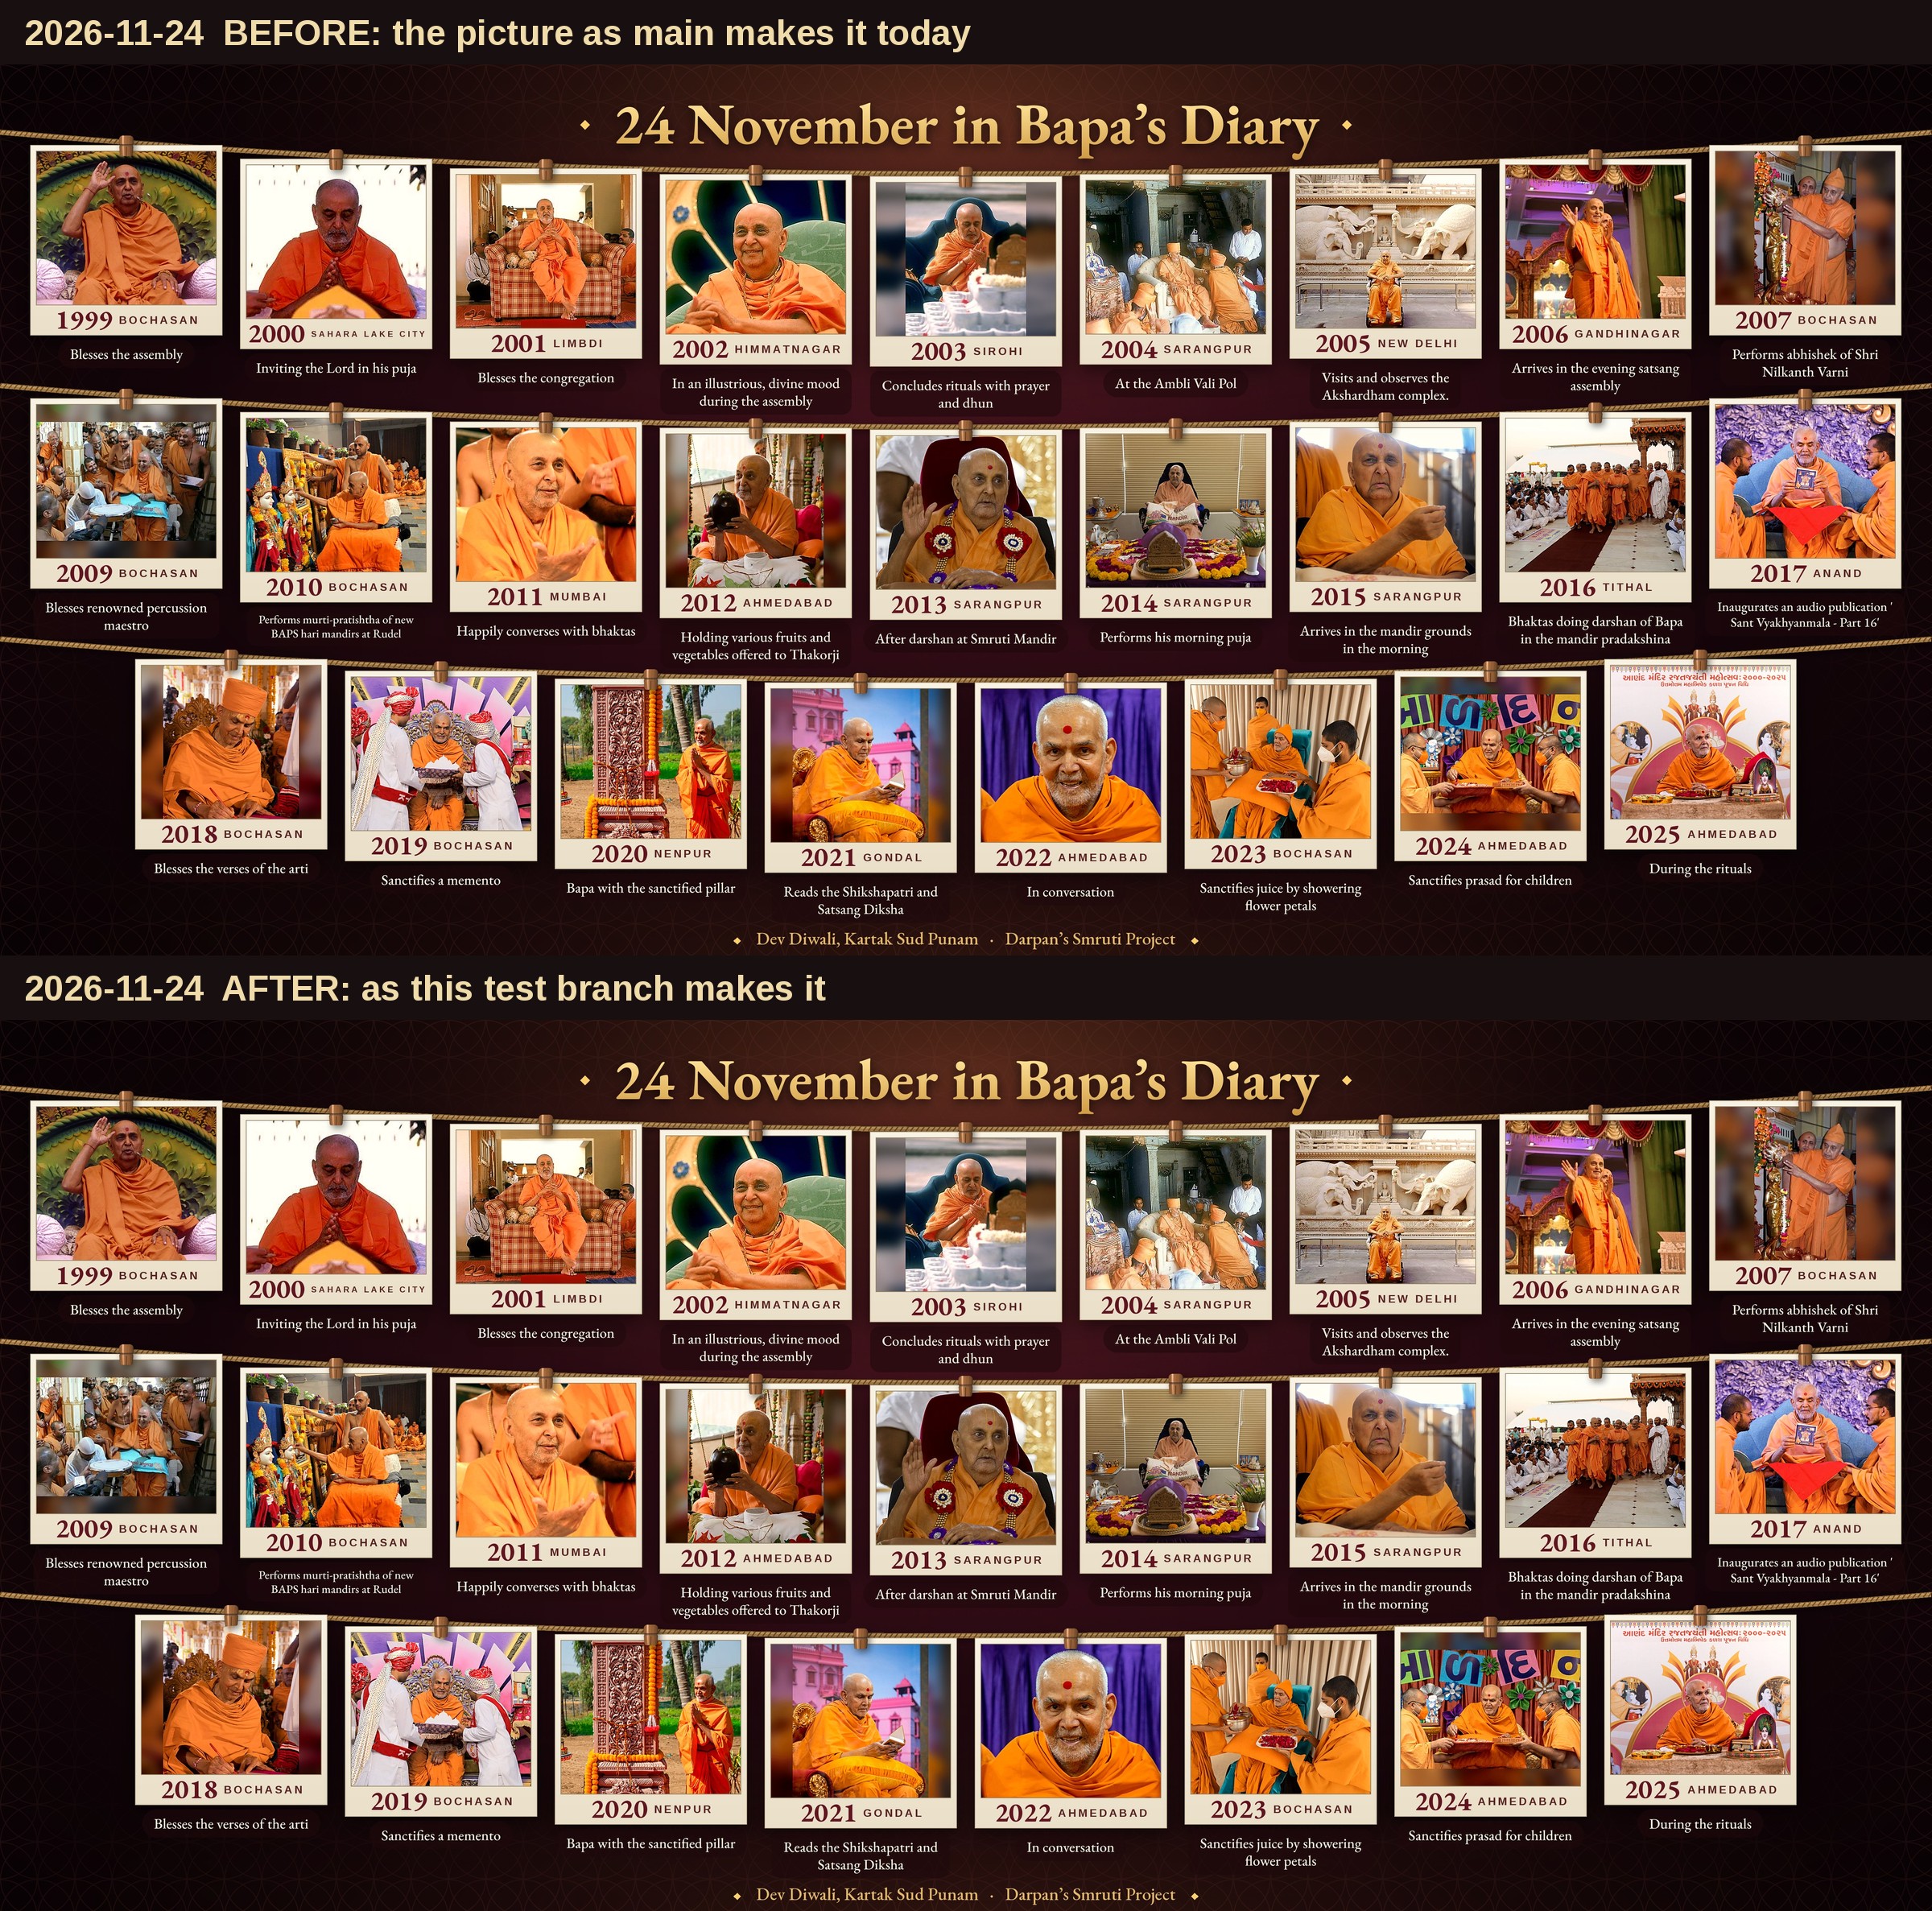 2026-11-24 BEFORE: the picture as main makes it today
24 November in Bapa’s Diary
1999 BOCHASAN
Blesses the assembly
2000 SAHARA LAKE CITY
Inviting the Lord in his puja
2001 LIMBDI
Blesses the congregation
2002 HIMMATNAGAR
In an illustrious, divine mood
during the assembly
2003 SIROHI
Concludes rituals with prayer
and dhun
2004 SARANGPUR
At the Ambli Vali Pol
2005 NEW DELHI
Visits and observes the
Akshardham complex.
2006 GANDHINAGAR
Arrives in the evening satsang
assembly
2007 BOCHASAN
Performs abhishek of Shri
Nilkanth Varni
2009 BOCHASAN
Blesses renowned percussion
maestro
2010 BOCHASAN
Performs murti-pratishtha of new
BAPS hari mandirs at Rudel
2011 MUMBAI
Happily converses with bhaktas
2012 AHMEDABAD
Holding various fruits and
vegetables offered to Thakorji
2013 SARANGPUR
After darshan at Smruti Mandir
2014 SARANGPUR
Performs his morning puja
2015 SARANGPUR
Arrives in the mandir grounds
in the morning
2016 TITHAL
Bhaktas doing darshan of Bapa
in the mandir pradakshina
2017 ANAND
Inaugurates an audio publication '
Sant Vyakhyanmala - Part 16'
2018 BOCHASAN
Blesses the verses of the arti
2019 BOCHASAN
Sanctifies a memento
2020 NENPUR
Bapa with the sanctified pillar
2021 GONDAL
Reads the Shikshapatri and
Satsang Diksha
2022 AHMEDABAD
In conversation
2023 BOCHASAN
Sanctifies juice by showering
flower petals
2024 AHMEDABAD
Sanctifies prasad for children
આણંદ મંદિર રજતજયંતી મહોત્સવ: ૨૦૦૦-૨૦૨૫
2025 AHMEDABAD
During the rituals
Dev Diwali, Kartak Sud Punam · Darpan’s Smruti Project
2026-11-24 AFTER: as this test branch makes it
24 November in Bapa’s Diary
1999 BOCHASAN
Blesses the assembly
2000 SAHARA LAKE CITY
Inviting the Lord in his puja
2001 LIMBDI
Blesses the congregation
2002 HIMMATNAGAR
In an illustrious, divine mood
during the assembly
2003 SIROHI
Concludes rituals with prayer
and dhun
2004 SARANGPUR
At the Ambli Vali Pol
2005 NEW DELHI
Visits and observes the
Akshardham complex.
2006 GANDHINAGAR
Arrives in the evening satsang
assembly
2007 BOCHASAN
Performs abhishek of Shri
Nilkanth Varni
2009 BOCHASAN
Blesses renowned percussion
maestro
2010 BOCHASAN
Performs murti-pratishtha of new
BAPS hari mandirs at Rudel
2011 MUMBAI
Happily converses with bhaktas
2012 AHMEDABAD
Holding various fruits and
vegetables offered to Thakorji
2013 SARANGPUR
After darshan at Smruti Mandir
2014 SARANGPUR
Performs his morning puja
2015 SARANGPUR
Arrives in the mandir grounds
in the morning
2016 TITHAL
Bhaktas doing darshan of Bapa
in the mandir pradakshina
2017 ANAND
Inaugurates an audio publication '
Sant Vyakhyanmala - Part 16'
2018 BOCHASAN
Blesses the verses of the arti
2019 BOCHASAN
Sanctifies a memento
2020 NENPUR
Bapa with the sanctified pillar
2021 GONDAL
Reads the Shikshapatri and
Satsang Diksha
2022 AHMEDABAD
In conversation
2023 BOCHASAN
Sanctifies juice by showering
flower petals
2024 AHMEDABAD
Sanctifies prasad for children
આણંદ મંદિર રજતજયંતી મહોત્સવ: ૨૦૦૦-૨૦૨૫
2025 AHMEDABAD
During the rituals
Dev Diwali, Kartak Sud Punam · Darpan’s Smruti Project